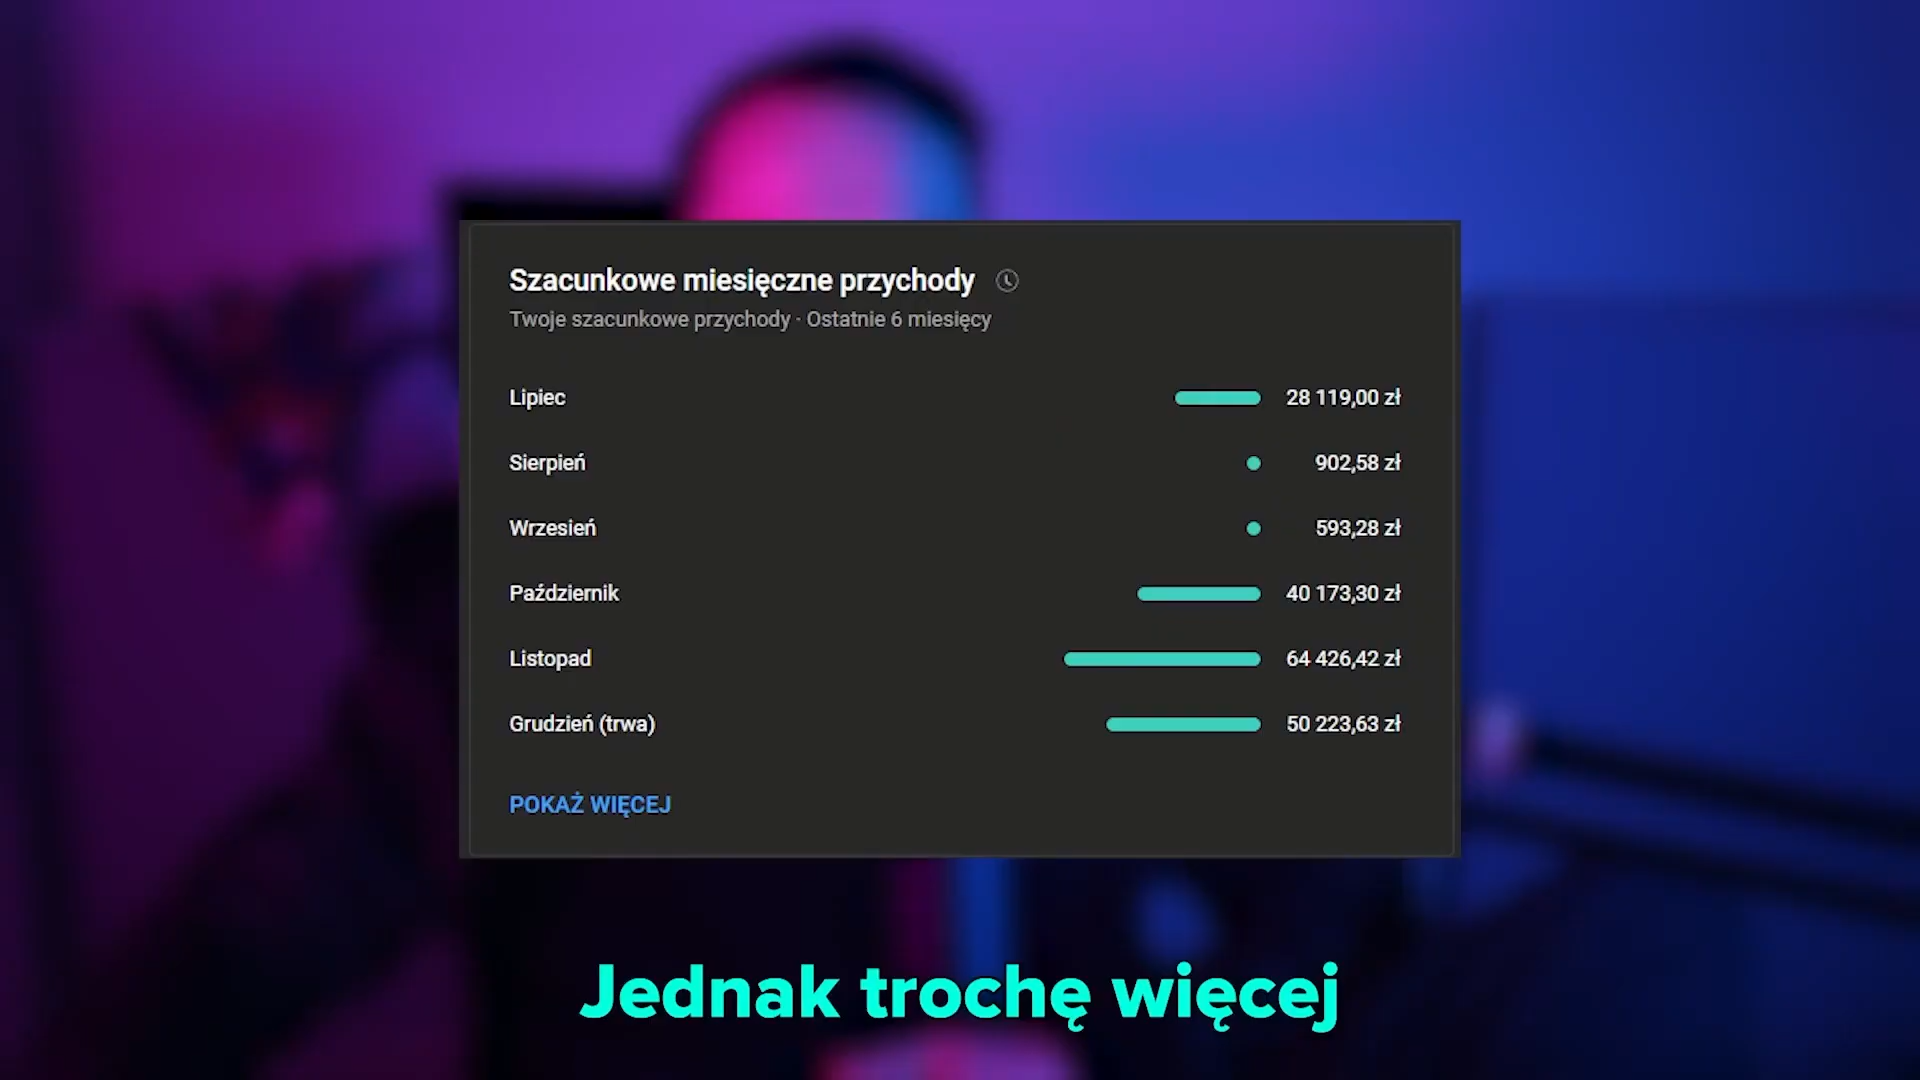 Szacunkowe miesięczne przychody
Twoje szacunkowe przychody · Ostatnie 6 miesięcy
Lipiec 28 119,00 zł
Sierpień 902,58 zł
Wrzesień 593,28 zł
Październik 40 173,30 zł
Listopad 64 426,42 zł
Grudzień (trwa) 50 223,63 zł
POKAŻ WIĘCEJ
Jednak trochę więcej